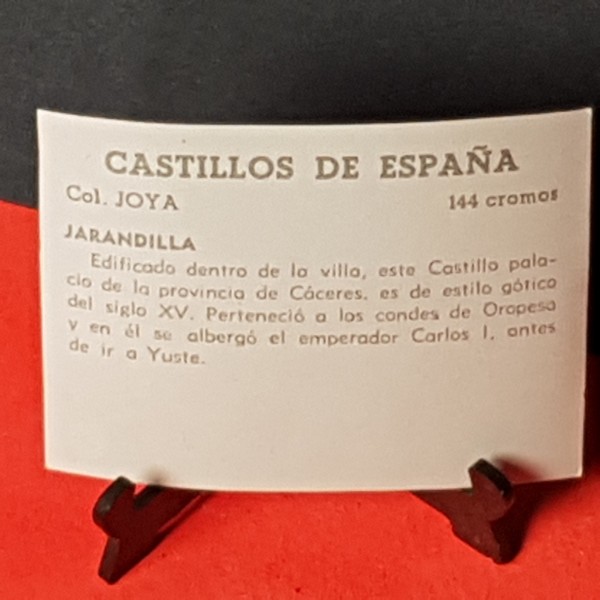 CASTILLOS DE ESPAÑA
Col. JOYA 144 cromos
JARANDILLA
Edificado dentro de la villa, este Castillo pala-
cio de la provincia de Cáceres, es de estilo gótico
del siglo XV. Perteneció a los condes de Oropesa
y en él se albergó el emperador Carlos I, antes
de ir a Yuste.